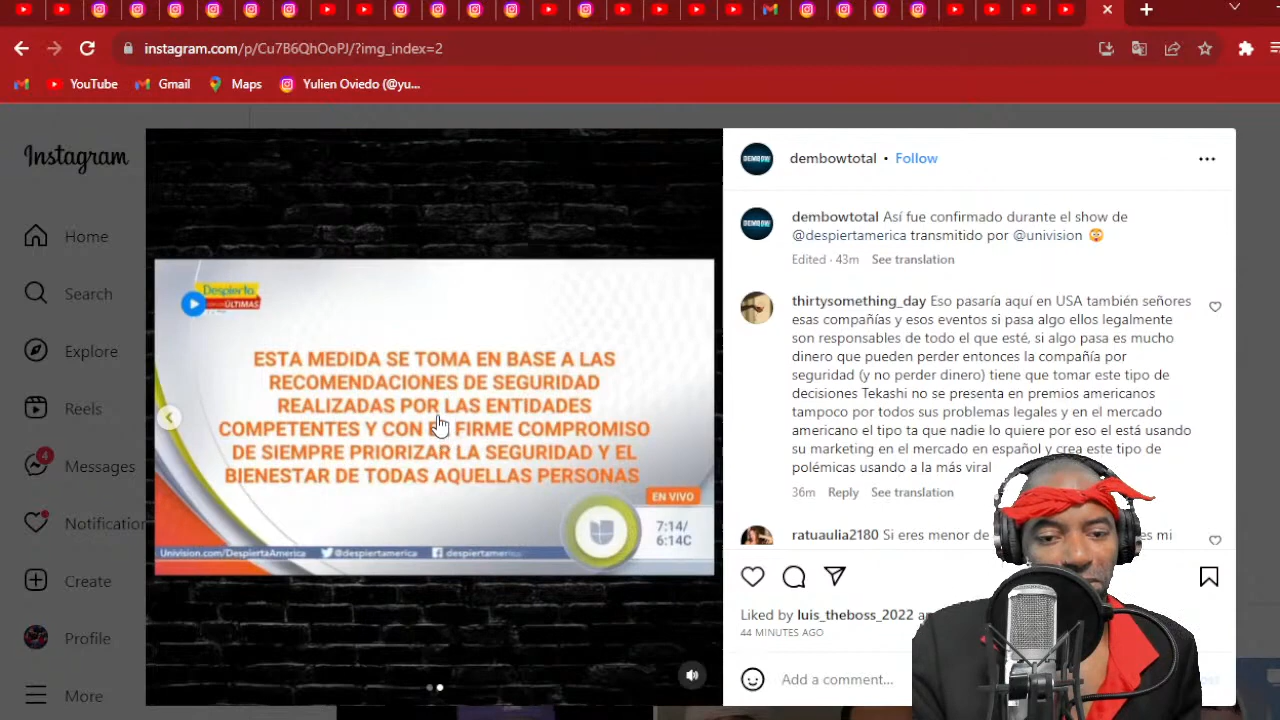 instagram.com/p/Cu7B6QhOoPJ/?img_index=2
YouTube
Gmail
Maps
Yulien Oviedo (@yu...
Instagram
Home
Search
Explore
Reels
4
Messages
Notification
Create
Profile
More
Despierta
ÚLTIMAS
ESTA MEDIDA SE TOMA EN BASE A LAS
RECOMENDACIONES DE SEGURIDAD
REALIZADAS POR LAS ENTIDADES
COMPETENTES Y CON FIRME COMPROMISO
DE SIEMPRE PRIORIZAR LA SEGURIDAD Y EL
BIENESTAR DE TODAS AQUELLAS PERSONAS
EN VIVO
7:14/
6:14C
Univision.com/DespiertaAmerica @despiertamerica despiertameric
DEMBOW
dembowtotal • Follow
DEMBOW
dembowtotal Así fue confirmado durante el show de
@despiertamerica transmitido por @univision
Edited · 43m See translation
thirtysomething_day Eso pasaría aquí en USA también señores
esas compañías y esos eventos si pasa algo ellos legalmente
son responsables de todo el que esté, si algo pasa es mucho
dinero que pueden perder entonces la compañía por
seguridad (y no perder dinero) tiene que tomar este tipo de
decisiones Tekashi no se presenta en premios americanos
tampoco por todos sus problemas legales y en el mercado
americano el tipo ta que nadie lo quiere por eso el está usando
su marketing en el mercado en español y crea este tipo de
polémicas usando a la más viral
36m Reply See translation
ratuaulia2180 Si eres menor de es mi
Liked by luis_theboss_2022 a
44 MINUTES AGO
Add a comment...